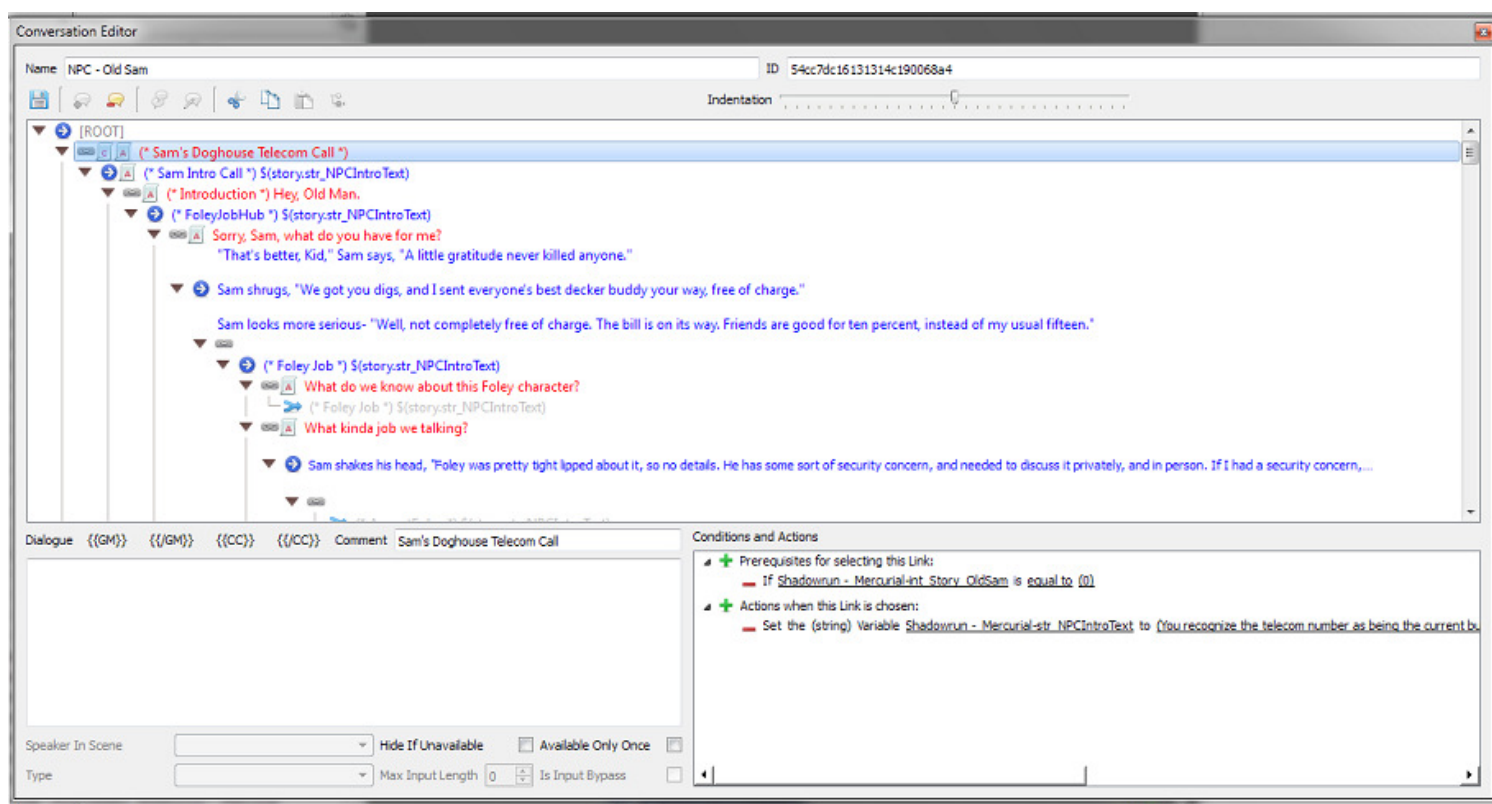 Conversation Editor
Name NPC - Old Sam ID 54cc7dc16131314c190068a4
Indentation
[ROOT]
C A (* Sam's Doghouse Telecom Call *)
A (* Sam Intro Call *) $(story.str_NPCIntroText)
A (* Introduction *) Hey, Old Man.
(* FoleyJobHub *) $(story.str_NPCIntroText)
A Sorry, Sam, what do you have for me?
"That's better, Kid," Sam says, "A little gratitude never killed anyone."
Sam shrugs, "We got you digs, and I sent everyone's best decker buddy your way, free of charge."
Sam looks more serious- "Well, not completely free of charge. The bill is on its way. Friends are good for ten percent, instead of my usual fifteen."
(* Foley Job *) $(story.str_NPCIntroText)
A What do we know about this Foley character?
(* Foley Job *) $(story.str_NPCIntroText)
A What kinda job we talking?
Sam shakes his head, "Foley was pretty tight lipped about it, so no details. He has some sort of security concern, and needed to discuss it privately, and in person. If I had a security concern,...
Dialogue {{GM}} {{/GM}} {{CC}} {{/CC}} Comment Sam's Doghouse Telecom Call
Conditions and Actions
Prerequisites for selecting this Link:
If Shadowrun - Mercurial-int_Story_OldSam is equal to (0)
Actions when this Link is chosen:
Set the (string) Variable Shadowrun - Mercurial-str_NPCIntroText to (You recognize the telecom number as being the current bu
Speaker In Scene Hide If Unavailable Available Only Once
Type Max Input Length 0 Is Input Bypass